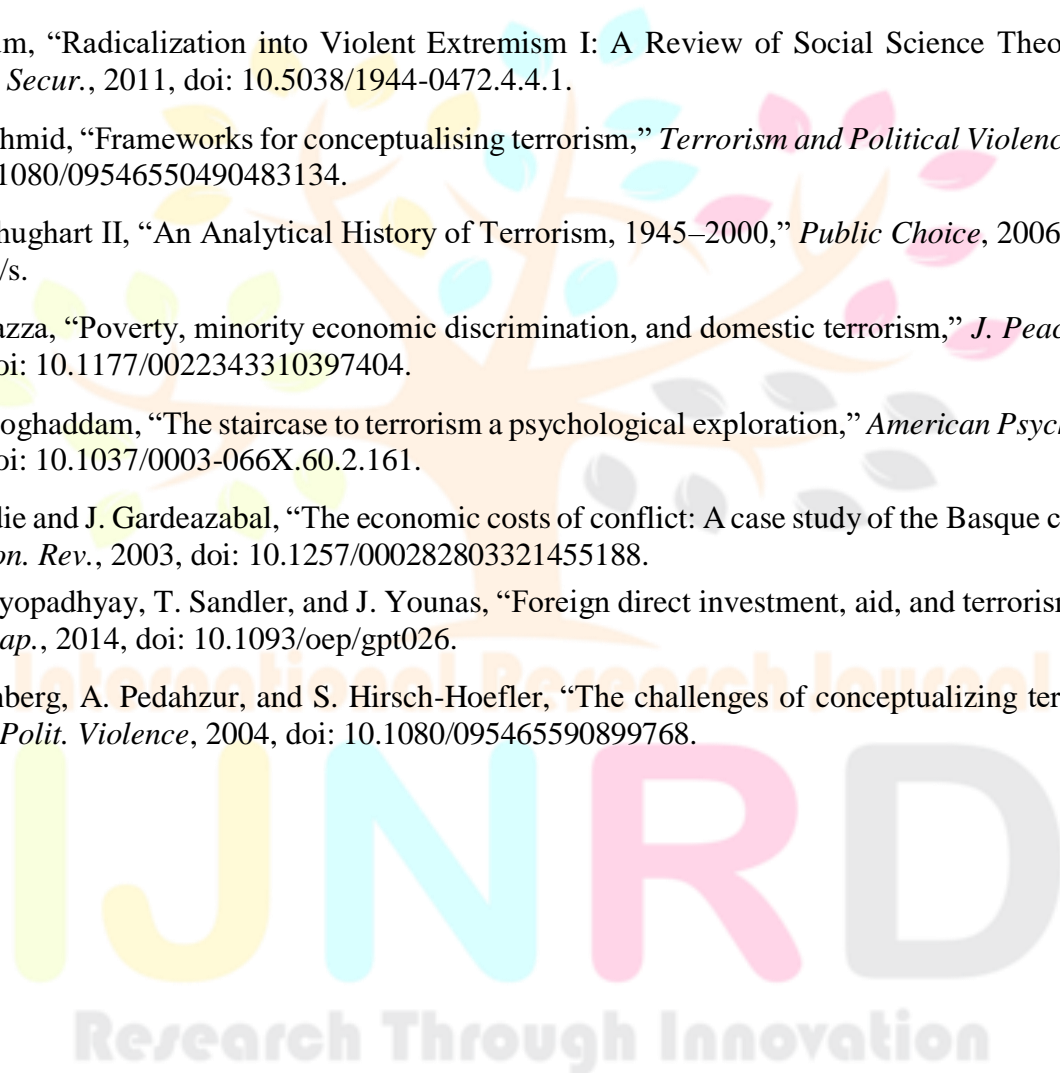 um, “Radicalization into Violent Extremism I: A Review of Social Science Theo
Secur., 2011, doi: 10.5038/1944-0472.4.4.1.
hmid, “Frameworks for conceptualising terrorism,” Terrorism and Political Violenc
1080/09546550490483134.
hughart II, “An Analytical History of Terrorism, 1945–2000,” Public Choice, 2006
/s.
azza, “Poverty, minority economic discrimination, and domestic terrorism,” J. Peac
oi: 10.1177/0022343310397404.
oghaddam, “The staircase to terrorism a psychological exploration,” American Psych
oi: 10.1037/0003-066X.60.2.161.
die and J. Gardeazabal, “The economic costs of conflict: A case study of the Basque c
on. Rev., 2003, doi: 10.1257/000282803321455188.
yopadhyay, T. Sandler, and J. Younas, “Foreign direct investment, aid, and terrorism
ap., 2014, doi: 10.1093/oep/gpt026.
International Research Journal
nberg, A. Pedahzur, and S. Hirsch-Hoefler, “The challenges of conceptualizing ter
Polit. Violence, 2004, doi: 10.1080/095465590899768.
IJNRD
Research Through Innovation